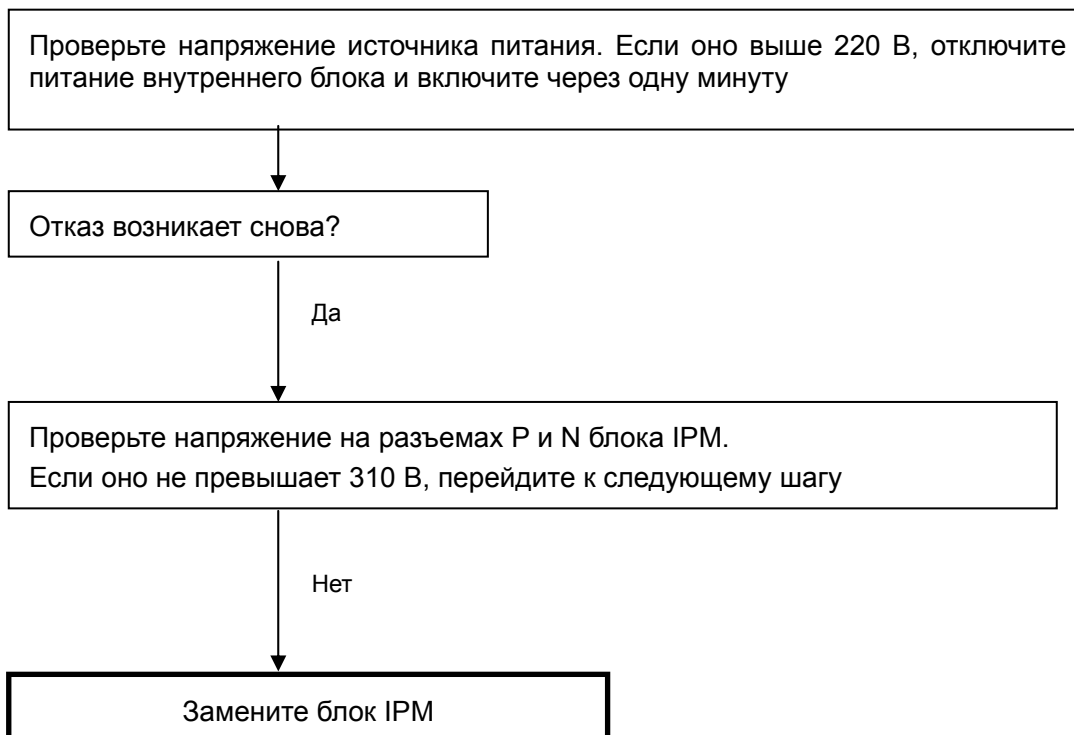 Проверьте напряжение источника питания. Если оно выше 220 В, отключите
питание внутреннего блока и включите через одну минуту
Отказ возникает снова?
Да
Проверьте напряжение на разъемах P и N блока IPM.
Если оно не превышает 310 В, перейдите к следующему шагу
Нет
Замените блок IPM